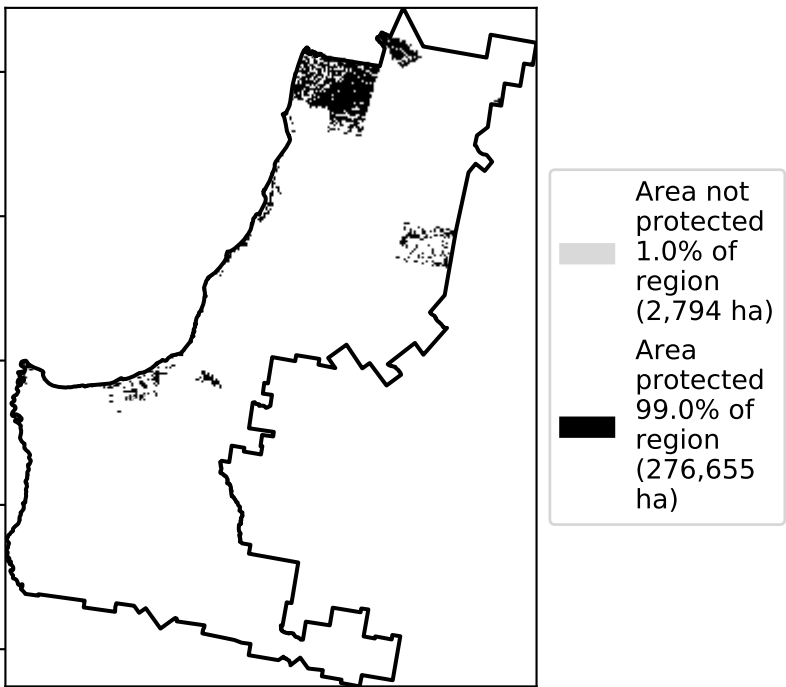 Area not
protected
1.0% of
region
(2,794 ha)
Area
protected
99.0% of
region
(276,655
ha)